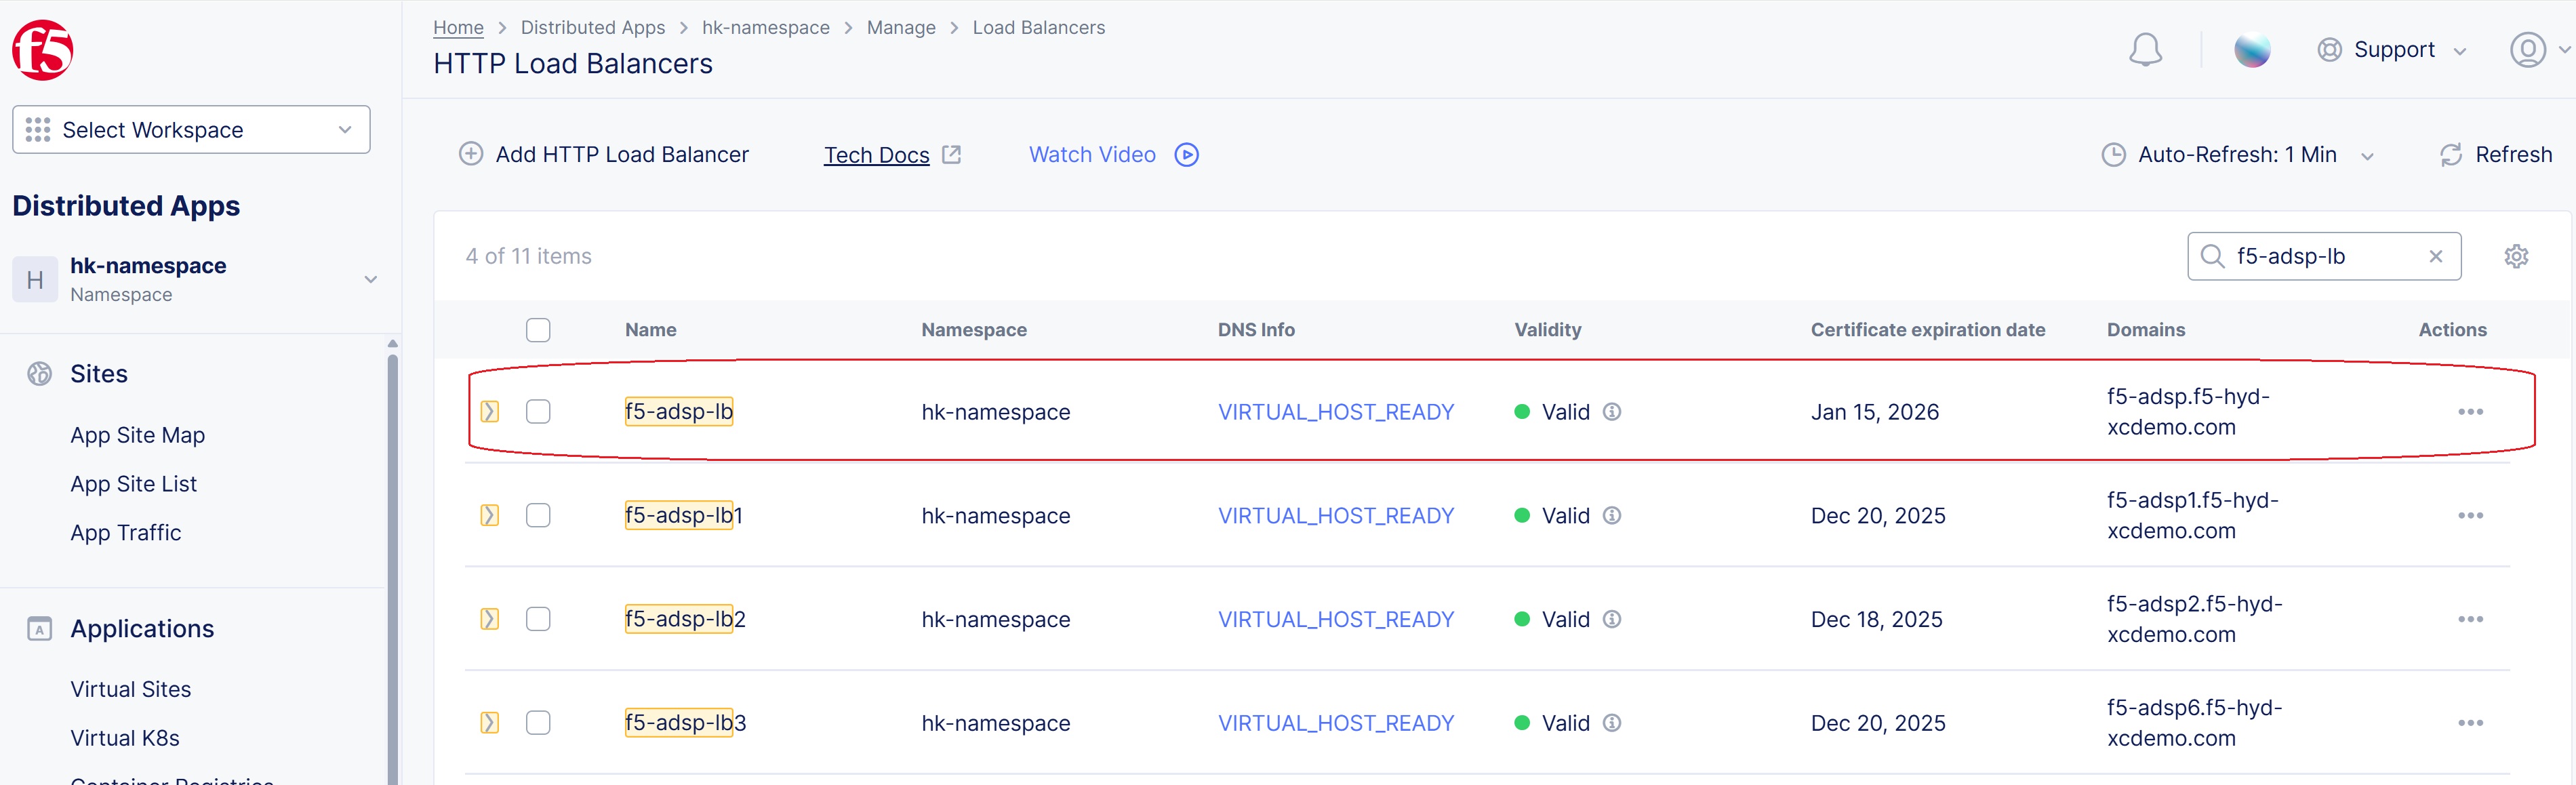 Home > Distributed Apps > hk-namespace > Manage > Load Balancers
HTTP Load Balancers
Support
f5
Select Workspace
Distributed Apps
H
hk-namespace
Namespace
Sites
App Site Map
App Site List
App Traffic
A
Applications
Virtual Sites
Virtual K8s
Container Registries
Add HTTP Load Balancer
Tech Docs
Watch Video
Auto-Refresh: 1 Min
Refresh
4 of 11 items
f5-adsp-lb
Name Namespace DNS Info Validity Certificate expiration date Domains Actions
f5-adsp-lb hk-namespace VIRTUAL_HOST_READY Valid Jan 15, 2026 f5-adsp.f5-hyd-
xcdemo.com
f5-adsp-lb1 hk-namespace VIRTUAL_HOST_READY Valid Dec 20, 2025 f5-adsp1.f5-hyd-
xcdemo.com
f5-adsp-lb2 hk-namespace VIRTUAL_HOST_READY Valid Dec 18, 2025 f5-adsp2.f5-hyd-
xcdemo.com
f5-adsp-lb3 hk-namespace VIRTUAL_HOST_READY Valid Dec 20, 2025 f5-adsp6.f5-hyd-
xcdemo.com